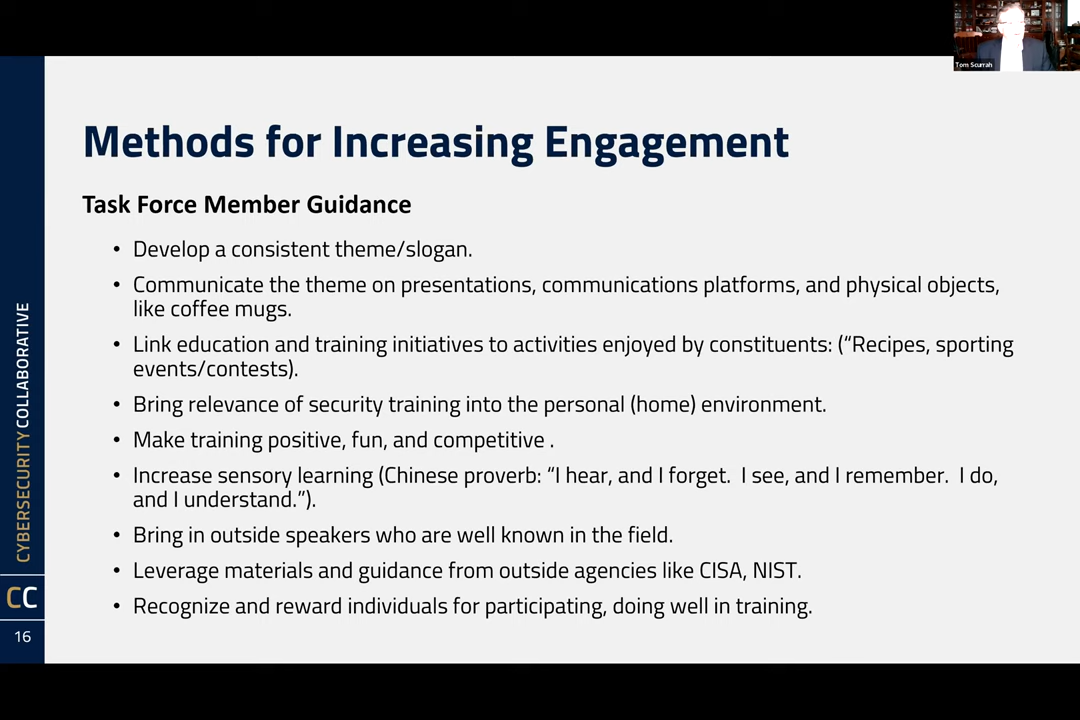 Tom Scurrah
Methods for Increasing Engagement
Task Force Member Guidance
• Develop a consistent theme/slogan.
• Communicate the theme on presentations, communications platforms, and physical objects,
like coffee mugs.
• Link education and training initiatives to activities enjoyed by constituents: (“Recipes, sporting
events/contests).
• Bring relevance of security training into the personal (home) environment.
• Make training positive, fun, and competitive .
• Increase sensory learning (Chinese proverb: “I hear, and I forget.  I see, and I remember.  I do,
and I understand.”).
• Bring in outside speakers who are well known in the field.
• Leverage materials and guidance from outside agencies like CISA, NIST.
• Recognize and reward individuals for participating, doing well in training.
CYBERSECURITY COLLABORATIVE
CC
16